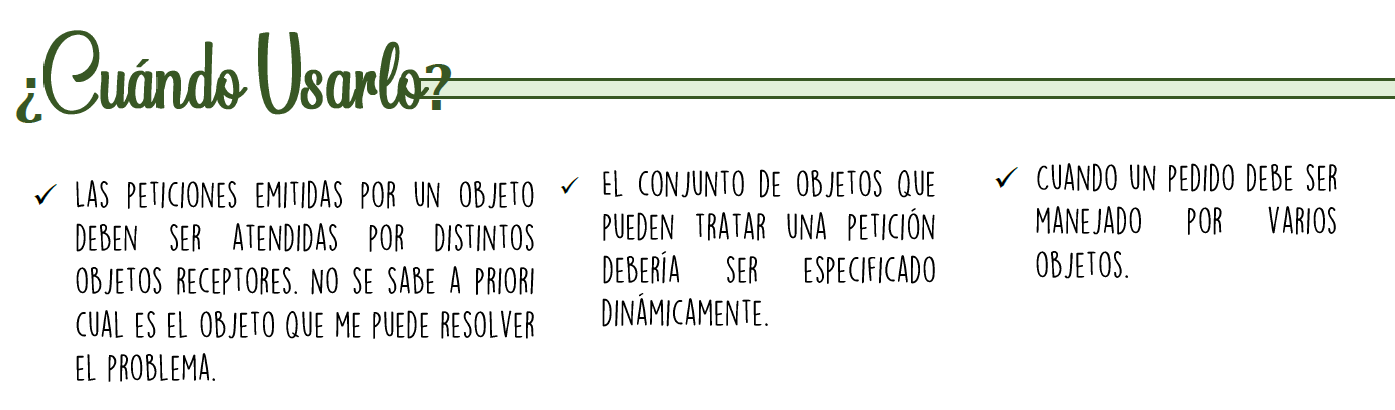 ¿Cuándo Usarlo?
LAS PETICIONES EMITIDAS POR UN OBJETO
DEBEN SER ATENDIDAS POR DISTINTOS
OBJETOS RECEPTORES. NO SE SABE A PRIORI
CUAL ES EL OBJETO QUE ME PUEDE RESOLVER
EL PROBLEMA.
EL CONJUNTO DE OBJETOS QUE
PUEDEN TRATAR UNA PETICIÓN
DEBERÍA SER ESPECIFICADO
DINÁMICAMENTE.
CUANDO UN PEDIDO DEBE SER
MANEJADO POR VARIOS
OBJETOS.